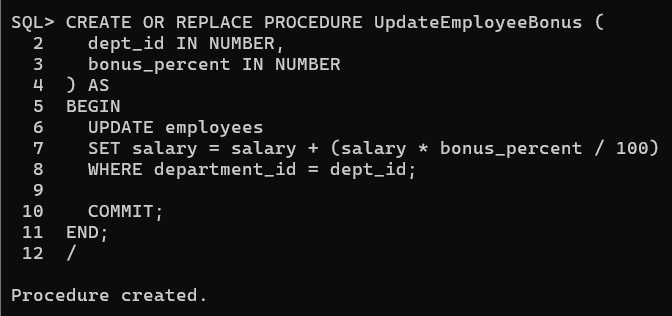 SQL> CREATE OR REPLACE PROCEDURE UpdateEmployeeBonus (
  2    dept_id IN NUMBER,
  3    bonus_percent IN NUMBER
  4  ) AS
  5  BEGIN
  6    UPDATE employees
  7    SET salary = salary + (salary * bonus_percent / 100)
  8    WHERE department_id = dept_id;
  9
 10    COMMIT;
 11  END;
 12  /

Procedure created.